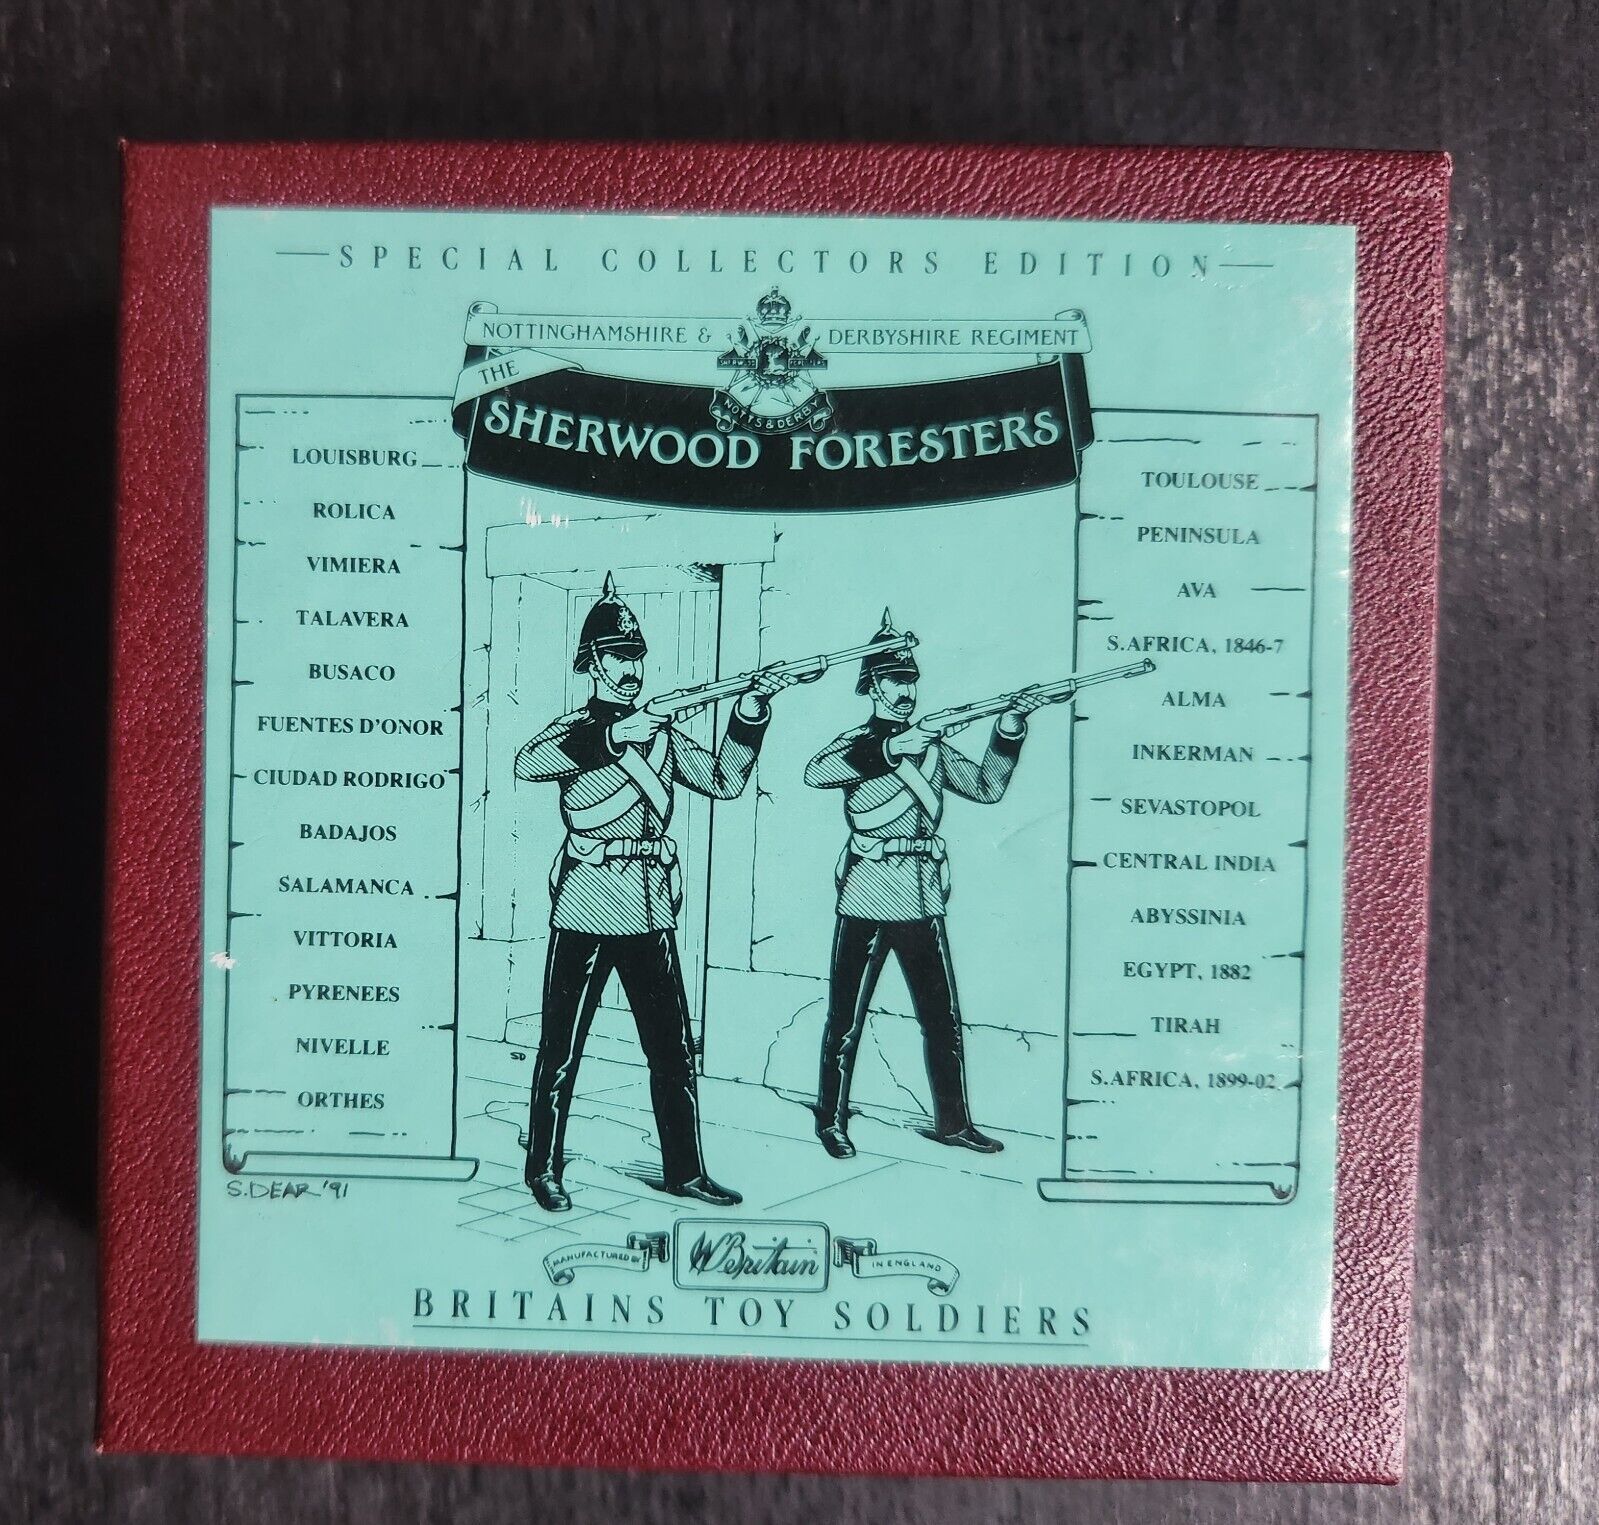 SPECIAL COLLECTORS EDITION
NOTTINGHAMSHIRE & DERBYSHIRE REGIMENT
SHERWOOD FORESTERS
NOTTS & DERBY
THE
SHERWOOD FORESTERS
LOUISBURG
ROLICA
VIMIERA
TALAVERA
BUSACO
FUENTES D'ONOR
CIUDAD RODRIGO
BADAJOS
SALAMANCA
VITTORIA
PYRENEES
NIVELLE
ORTHES
TOULOUSE
PENINSULA
AVA
S.AFRICA, 1846-7
ALMA
INKERMAN
SEVASTOPOL
CENTRAL INDIA
ABYSSINIA
EGYPT, 1882
TIRAH
S.AFRICA, 1899-02
SD
S.DEAR '91
MANUFACTURED BY
W Britain
IN ENGLAND
BRITAINS TOY SOLDIERS